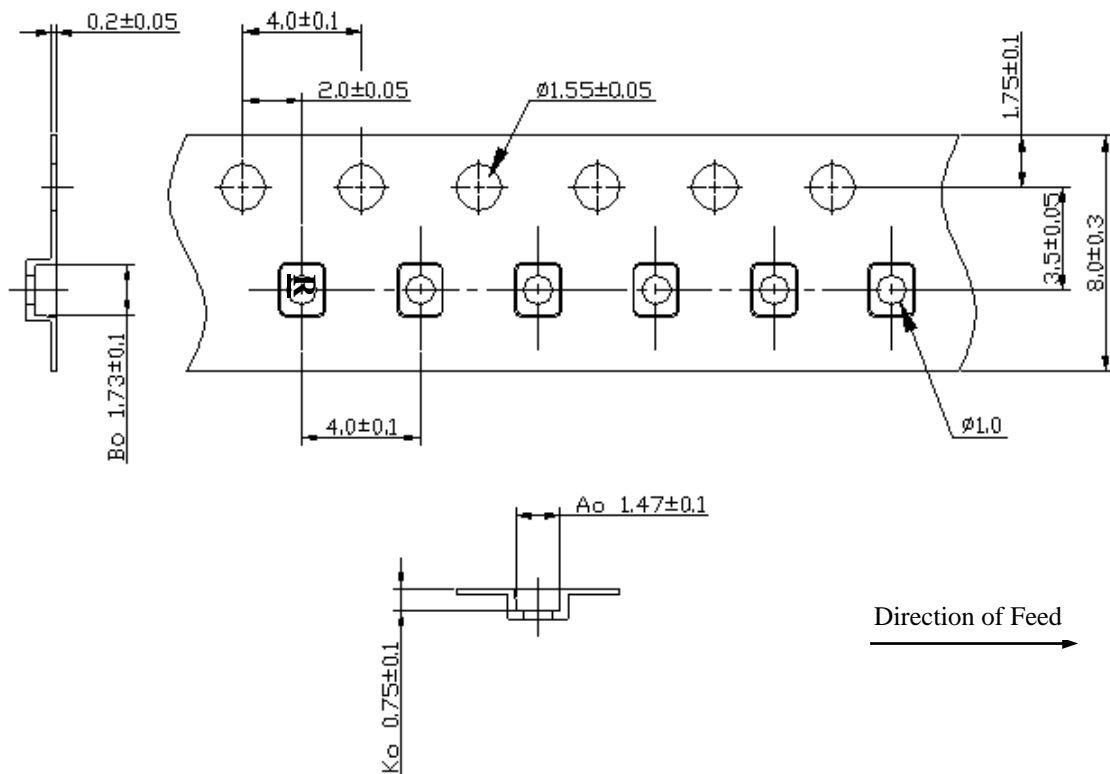 0.2±0.05
4.0±0.1
2.0±0.05
ø1.55±0.05
1.75±0.1
3.5±0.05
8.0±0.3
R
Bo 1.73±0.1
4.0±0.1
ø1.0
Ao 1.47±0.1
Ko 0.75±0.1
Direction of Feed